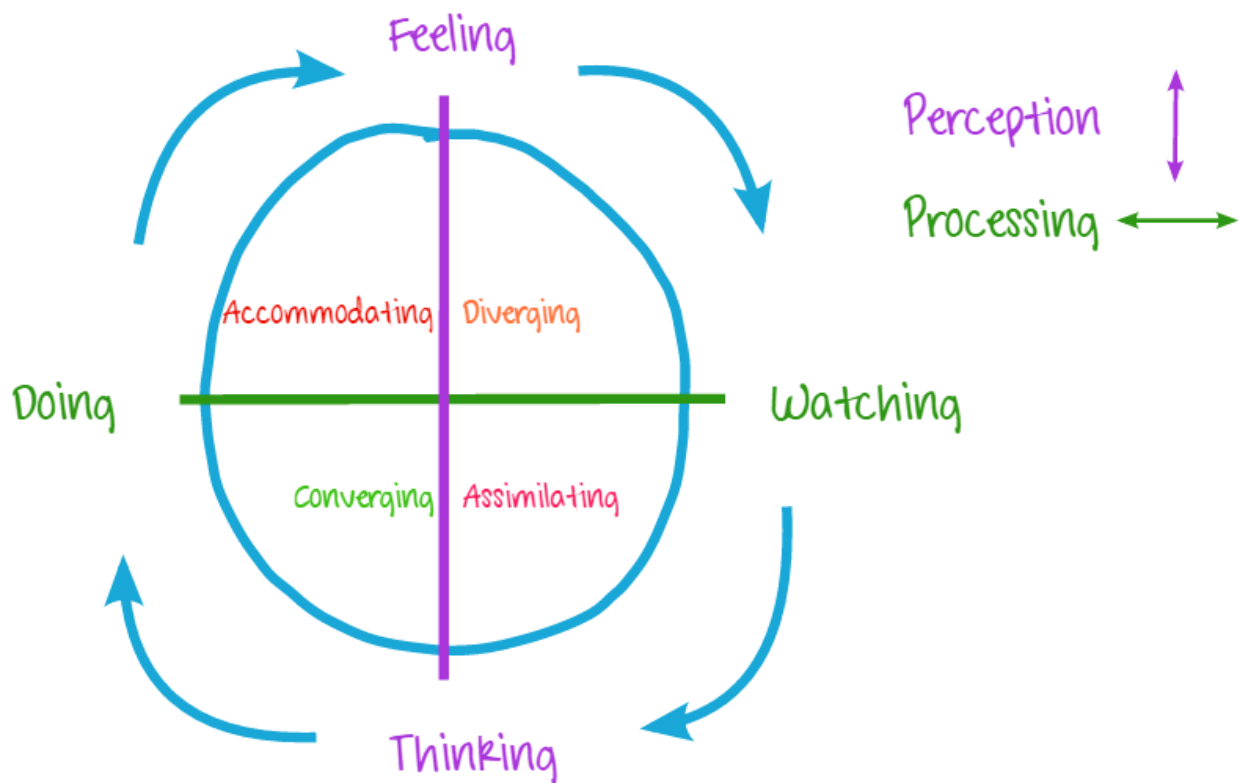 Feeling
Perception
Processing
Accommodating Diverging
Doing Watching
Converging Assimilating
Thinking